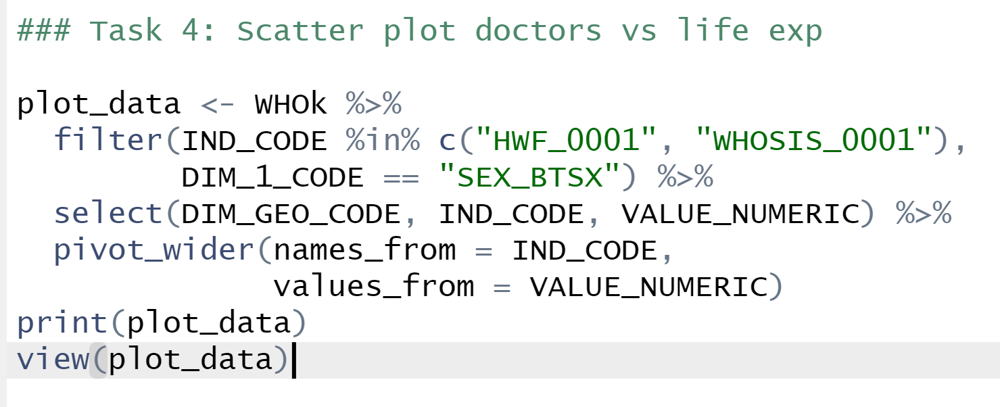 ### Task 4: Scatter plot doctors vs life exp
plot_data <- WHOk %>%
filter(IND_CODE %in% c("HWF_0001", "WHOSIS_0001"),
DIM_1_CODE == "SEX_BTSX") %>%
select(DIM_GEO_CODE, IND_CODE, VALUE_NUMERIC) %>%
pivot_wider(names_from = IND_CODE,
values_from = VALUE_NUMERIC)
print(plot_data)
view(plot_data)